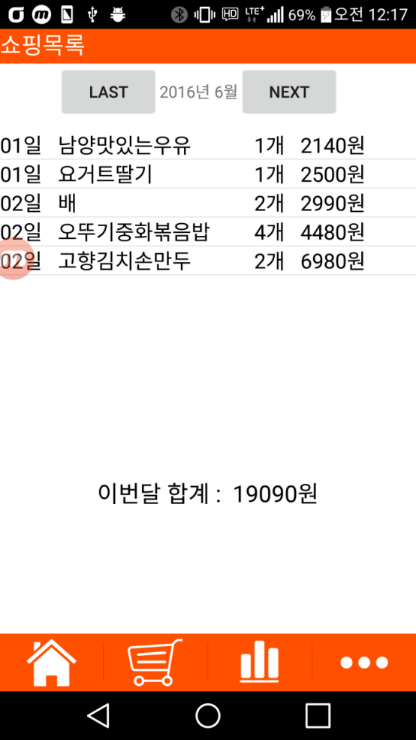 HD LTE+ 69% 오전 12:17
쇼핑목록
LAST 2016년 6월 NEXT
01일 남양맛있는우유 1개 2140원
01일 요거트딸기 1개 2500원
02일 배 2개 2990원
02일 오뚜기중화볶음밥 4개 4480원
02일 고향김치손만두 2개 6980원
이번달 합계 : 19090원